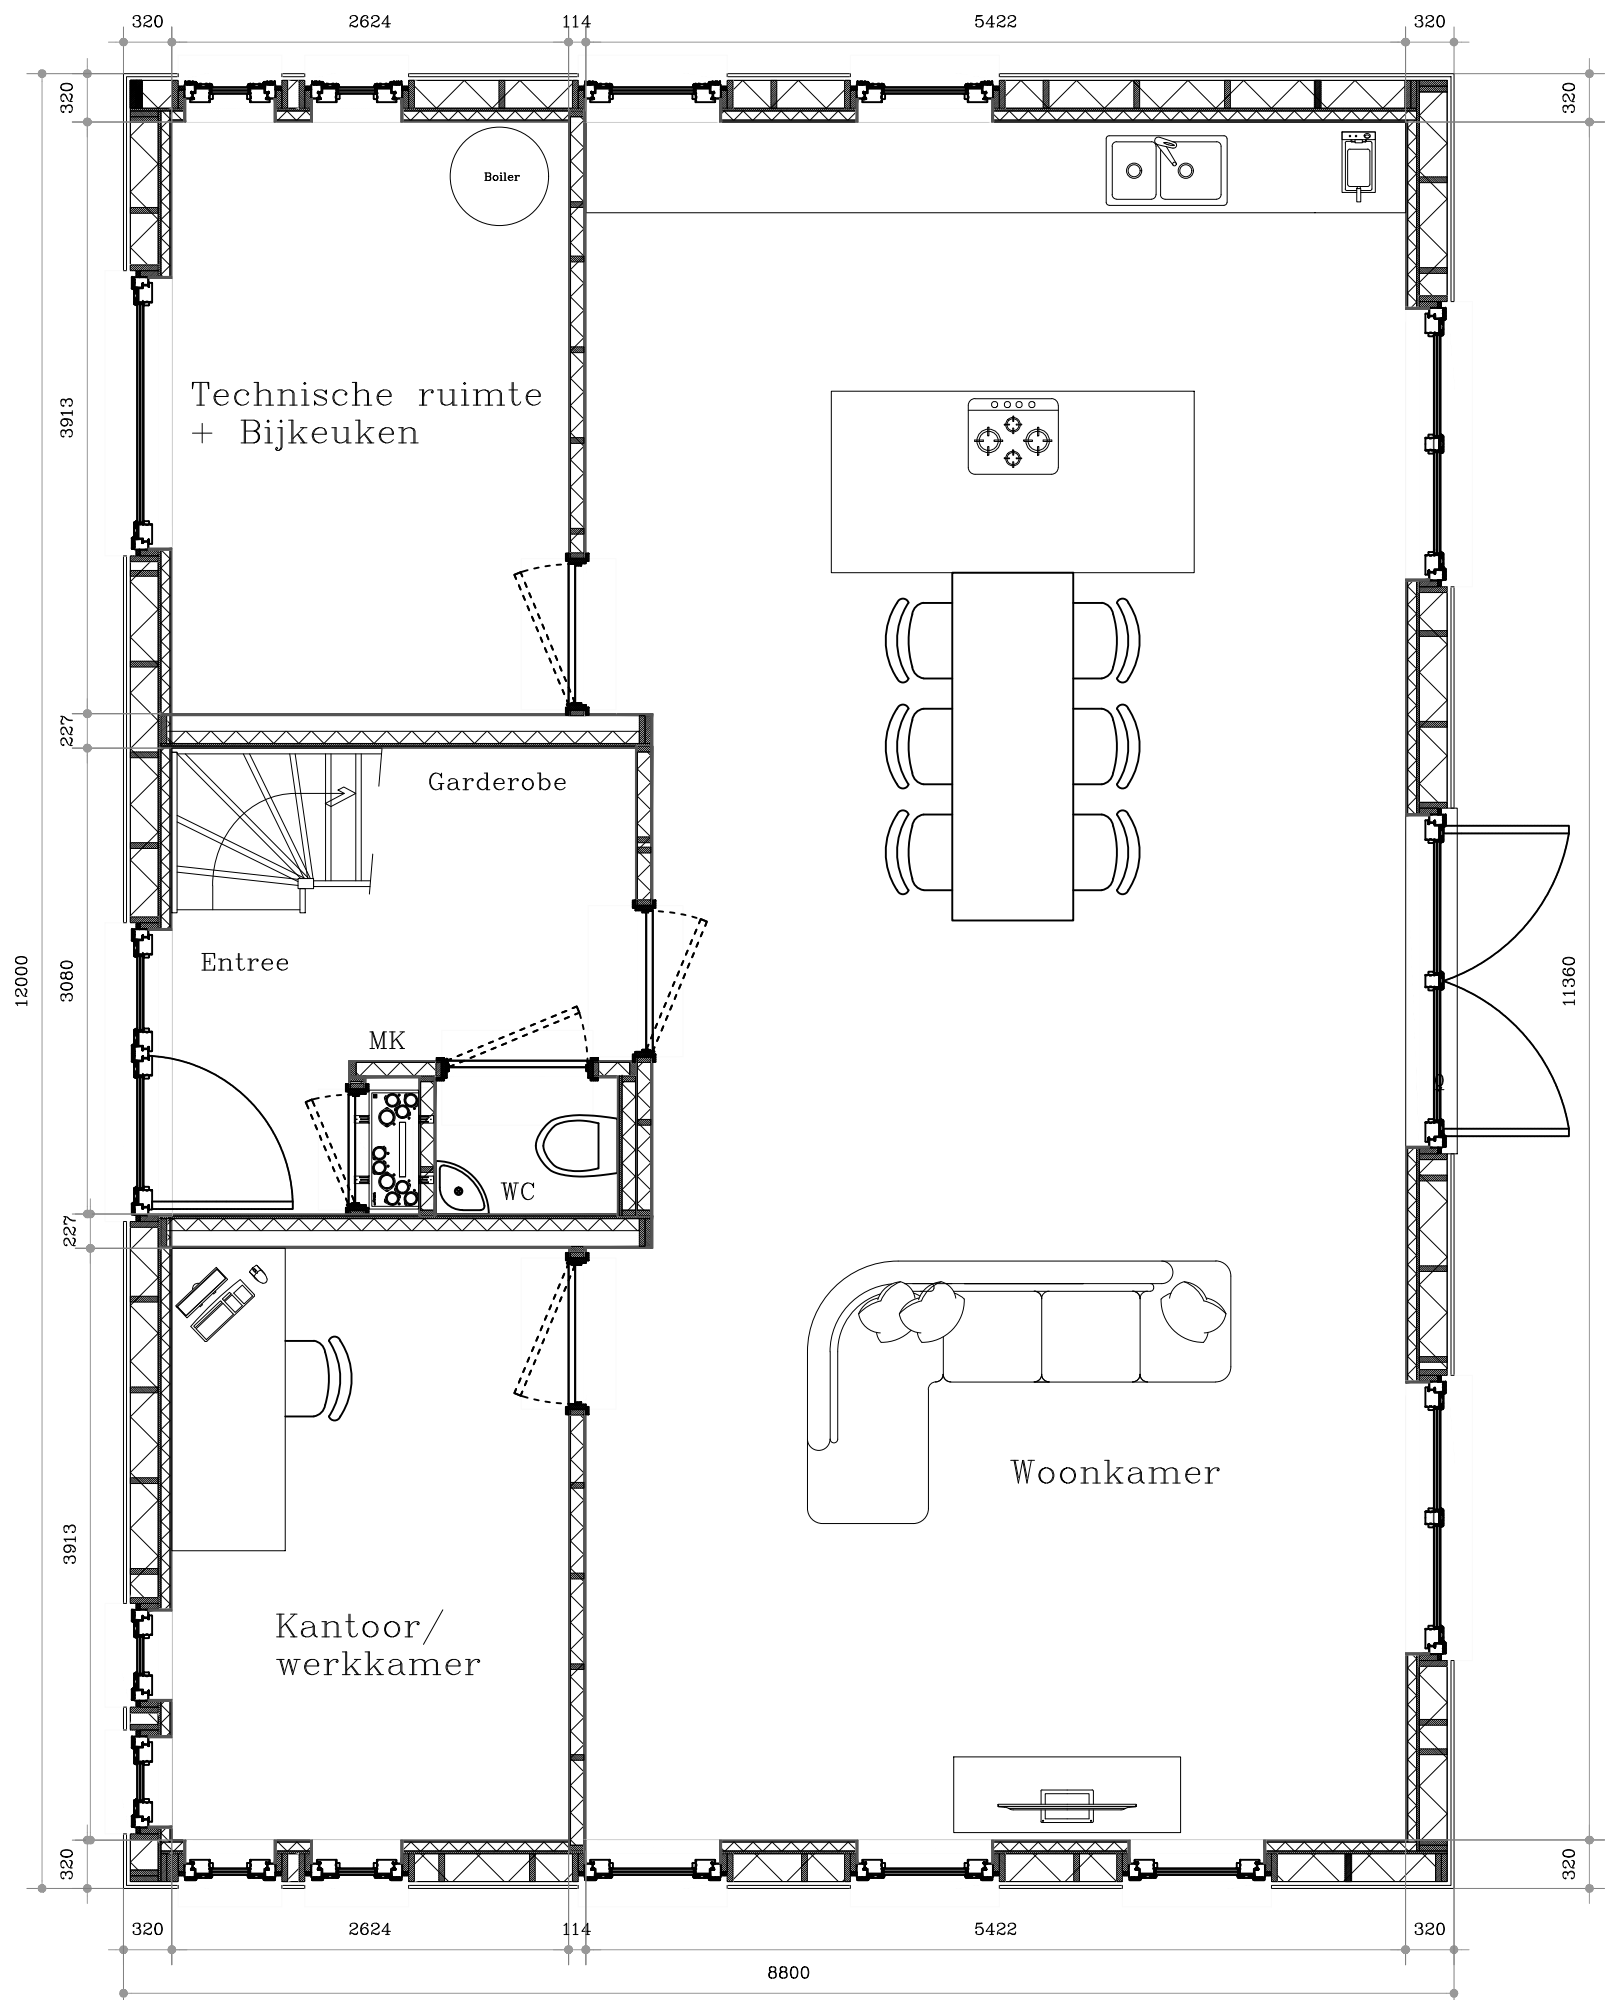 320 2624 114 5422 320
320
320
Boiler
Technische ruimte
+ Bijkeuken
3913
227
Garderobe
Entree
12000
3080
11360
MK
WC
227
Woonkamer
3913
Kantoor/
werkkamer
320
320
320 2624 114 5422 320
8800